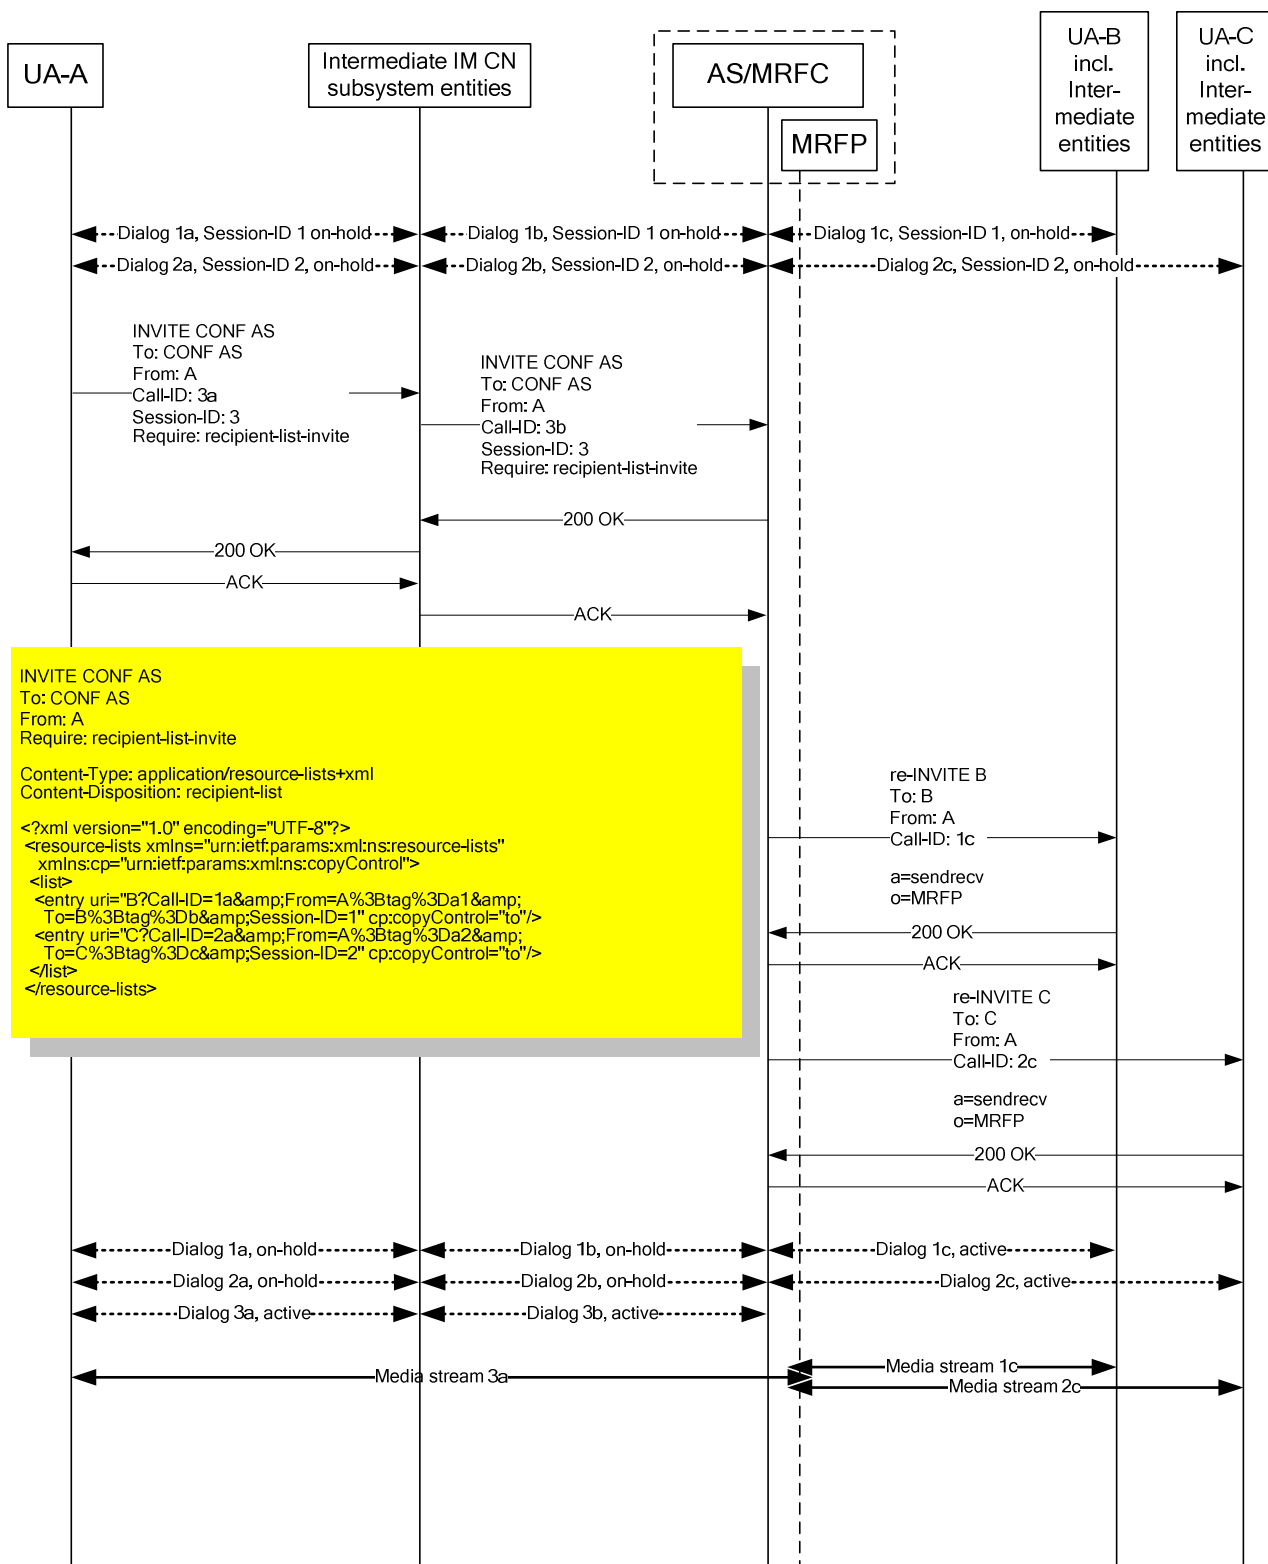 UA-A
Intermediate IM CN
subsystem entities
AS/MRFC
MRFP
UA-B
incl.
Inter-
mediate
entities
UA-C
incl.
Inter-
mediate
entities
Dialog 1a, Session-ID 1 on-hold
Dialog 1b, Session-ID 1 on-hold
Dialog 1c, Session-ID 1, on-hold
Dialog 2a, Session-ID 2, on-hold
Dialog 2b, Session-ID 2, on-hold
Dialog 2c, Session-ID 2, on-hold
INVITE CONF AS
To: CONF AS
From: A
Call-ID: 3a
Session-ID: 3
Require: recipient-list-invite
INVITE CONF AS
To: CONF AS
From: A
Call-ID: 3b
Session-ID: 3
Require: recipient-list-invite
200 OK
200 OK
ACK
ACK
INVITE CONF AS
To: CONF AS
From: A
Require: recipient-list-invite
Content-Type: application/resource-lists+xml
Content-Disposition: recipient-list
<?xml version="1.0" encoding="UTF-8"?>
<resource-lists xmlns="urn:ietf:params:xml:ns:resource-lists"
xmlns:cp="urn:ietf:params:xml:ns:copyControl">
<list>
<entry uri="B?Call-ID=1a&amp;From=A%3Btag%3Da1&amp;
To=B%3Btag%3Db&amp;Session-ID=1" cp:copyControl="to"/>
<entry uri="C?Call-ID=2a&amp;From=A%3Btag%3Da2&amp;
To=C%3Btag%3Dc&amp;Session-ID=2" cp:copyControl="to"/>
</list>
</resource-lists>
re-INVITE B
To: B
From: A
Call-ID: 1c
a=sendrecv
o=MRFP
200 OK
ACK
re-INVITE C
To: C
From: A
Call-ID: 2c
a=sendrecv
o=MRFP
200 OK
ACK
Dialog 1a, on-hold
Dialog 1b, on-hold
Dialog 1c, active
Dialog 2a, on-hold
Dialog 2b, on-hold
Dialog 2c, active
Dialog 3a, active
Dialog 3b, active
Media stream 1c
Media stream 3a
Media stream 2c